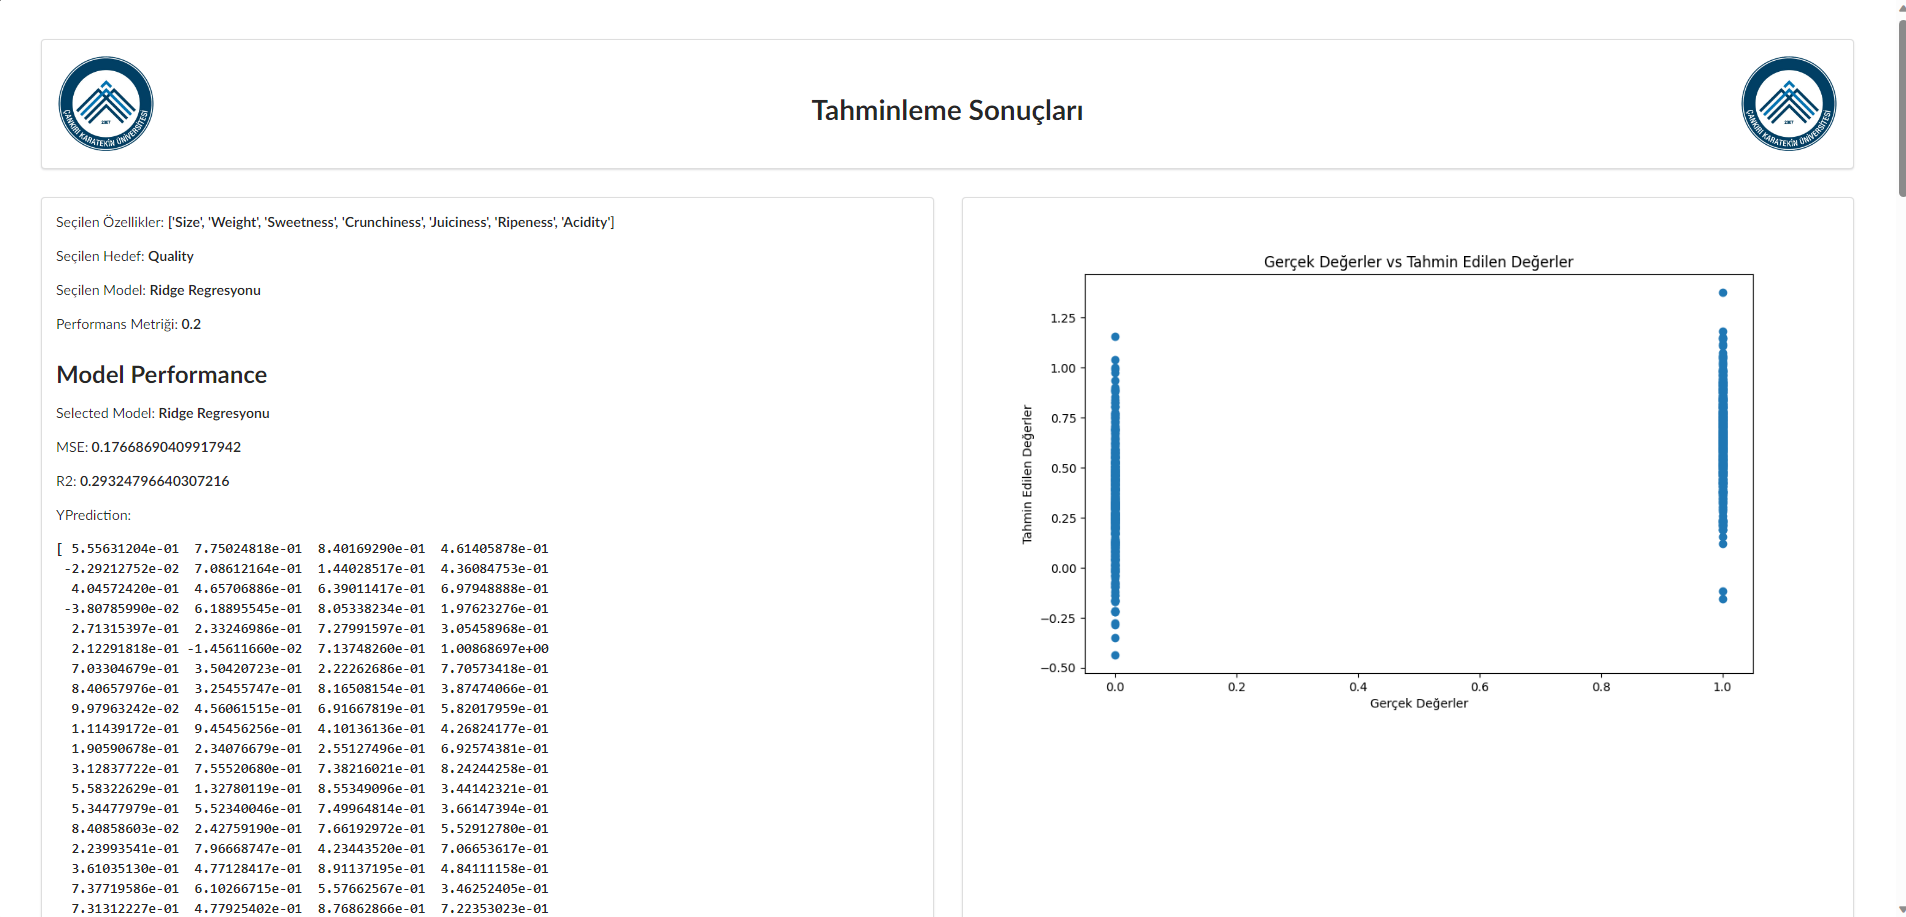 ÇANKIRI KARATEKİN ÜNİVERSİTESİ
2007
Tahminleme Sonuçları
ÇANKIRI KARATEKİN ÜNİVERSİTESİ
2007
Seçilen Özellikler: ['Size', 'Weight', 'Sweetness', 'Crunchiness', 'Juiciness', 'Ripeness', 'Acidity']
Seçilen Hedef: Quality
Seçilen Model: Ridge Regresyonu
Performans Metriği: 0.2
Model Performance
Selected Model: Ridge Regresyonu
MSE: 0.17668690409917942
R2: 0.29324796640307216
YPrediction:
[ 5.55631204e-01 7.75024818e-01 8.40169290e-01 4.61405878e-01
-2.29212752e-02 7.08612164e-01 1.44028517e-01 4.36084753e-01
4.04572420e-01 4.65706886e-01 6.39011417e-01 6.97948888e-01
-3.80785990e-02 6.18895545e-01 8.05338234e-01 1.97623276e-01
2.71315397e-01 2.33246986e-01 7.27991597e-01 3.05458968e-01
2.12291818e-01 -1.45611660e-02 7.13748260e-01 1.00868697e+00
7.03304679e-01 3.50420723e-01 2.22262686e-01 7.70573418e-01
8.40657976e-01 3.25455747e-01 8.16508154e-01 3.87474066e-01
9.97963242e-02 4.56061515e-01 6.91667819e-01 5.82017959e-01
1.11439172e-01 9.45456256e-01 4.10136136e-01 4.26824177e-01
1.90590678e-01 2.34076679e-01 2.55127496e-01 6.92574381e-01
3.12837722e-01 7.55520680e-01 7.38216021e-01 8.24244258e-01
5.58322629e-01 1.32780119e-01 8.55349096e-01 3.44142321e-01
5.34477979e-01 5.52340046e-01 7.49964814e-01 3.66147394e-01
8.40858603e-02 2.42759190e-01 7.66192972e-01 5.52912780e-01
2.23993541e-01 7.96668747e-01 4.23443520e-01 7.06653617e-01
3.61035130e-01 4.77128417e-01 8.91137195e-01 4.84111158e-01
7.37719586e-01 6.10266715e-01 5.57662567e-01 3.46252405e-01
7.31312227e-01 4.77925402e-01 8.76862866e-01 7.22353023e-01
Gerçek Değerler vs Tahmin Edilen Değerler
1.25
1.00
0.75
0.50
0.25
0.00
−0.25
−0.50
Tahmin Edilen Değerler
0.0 0.2 0.4 0.6 0.8 1.0
Gerçek Değerler